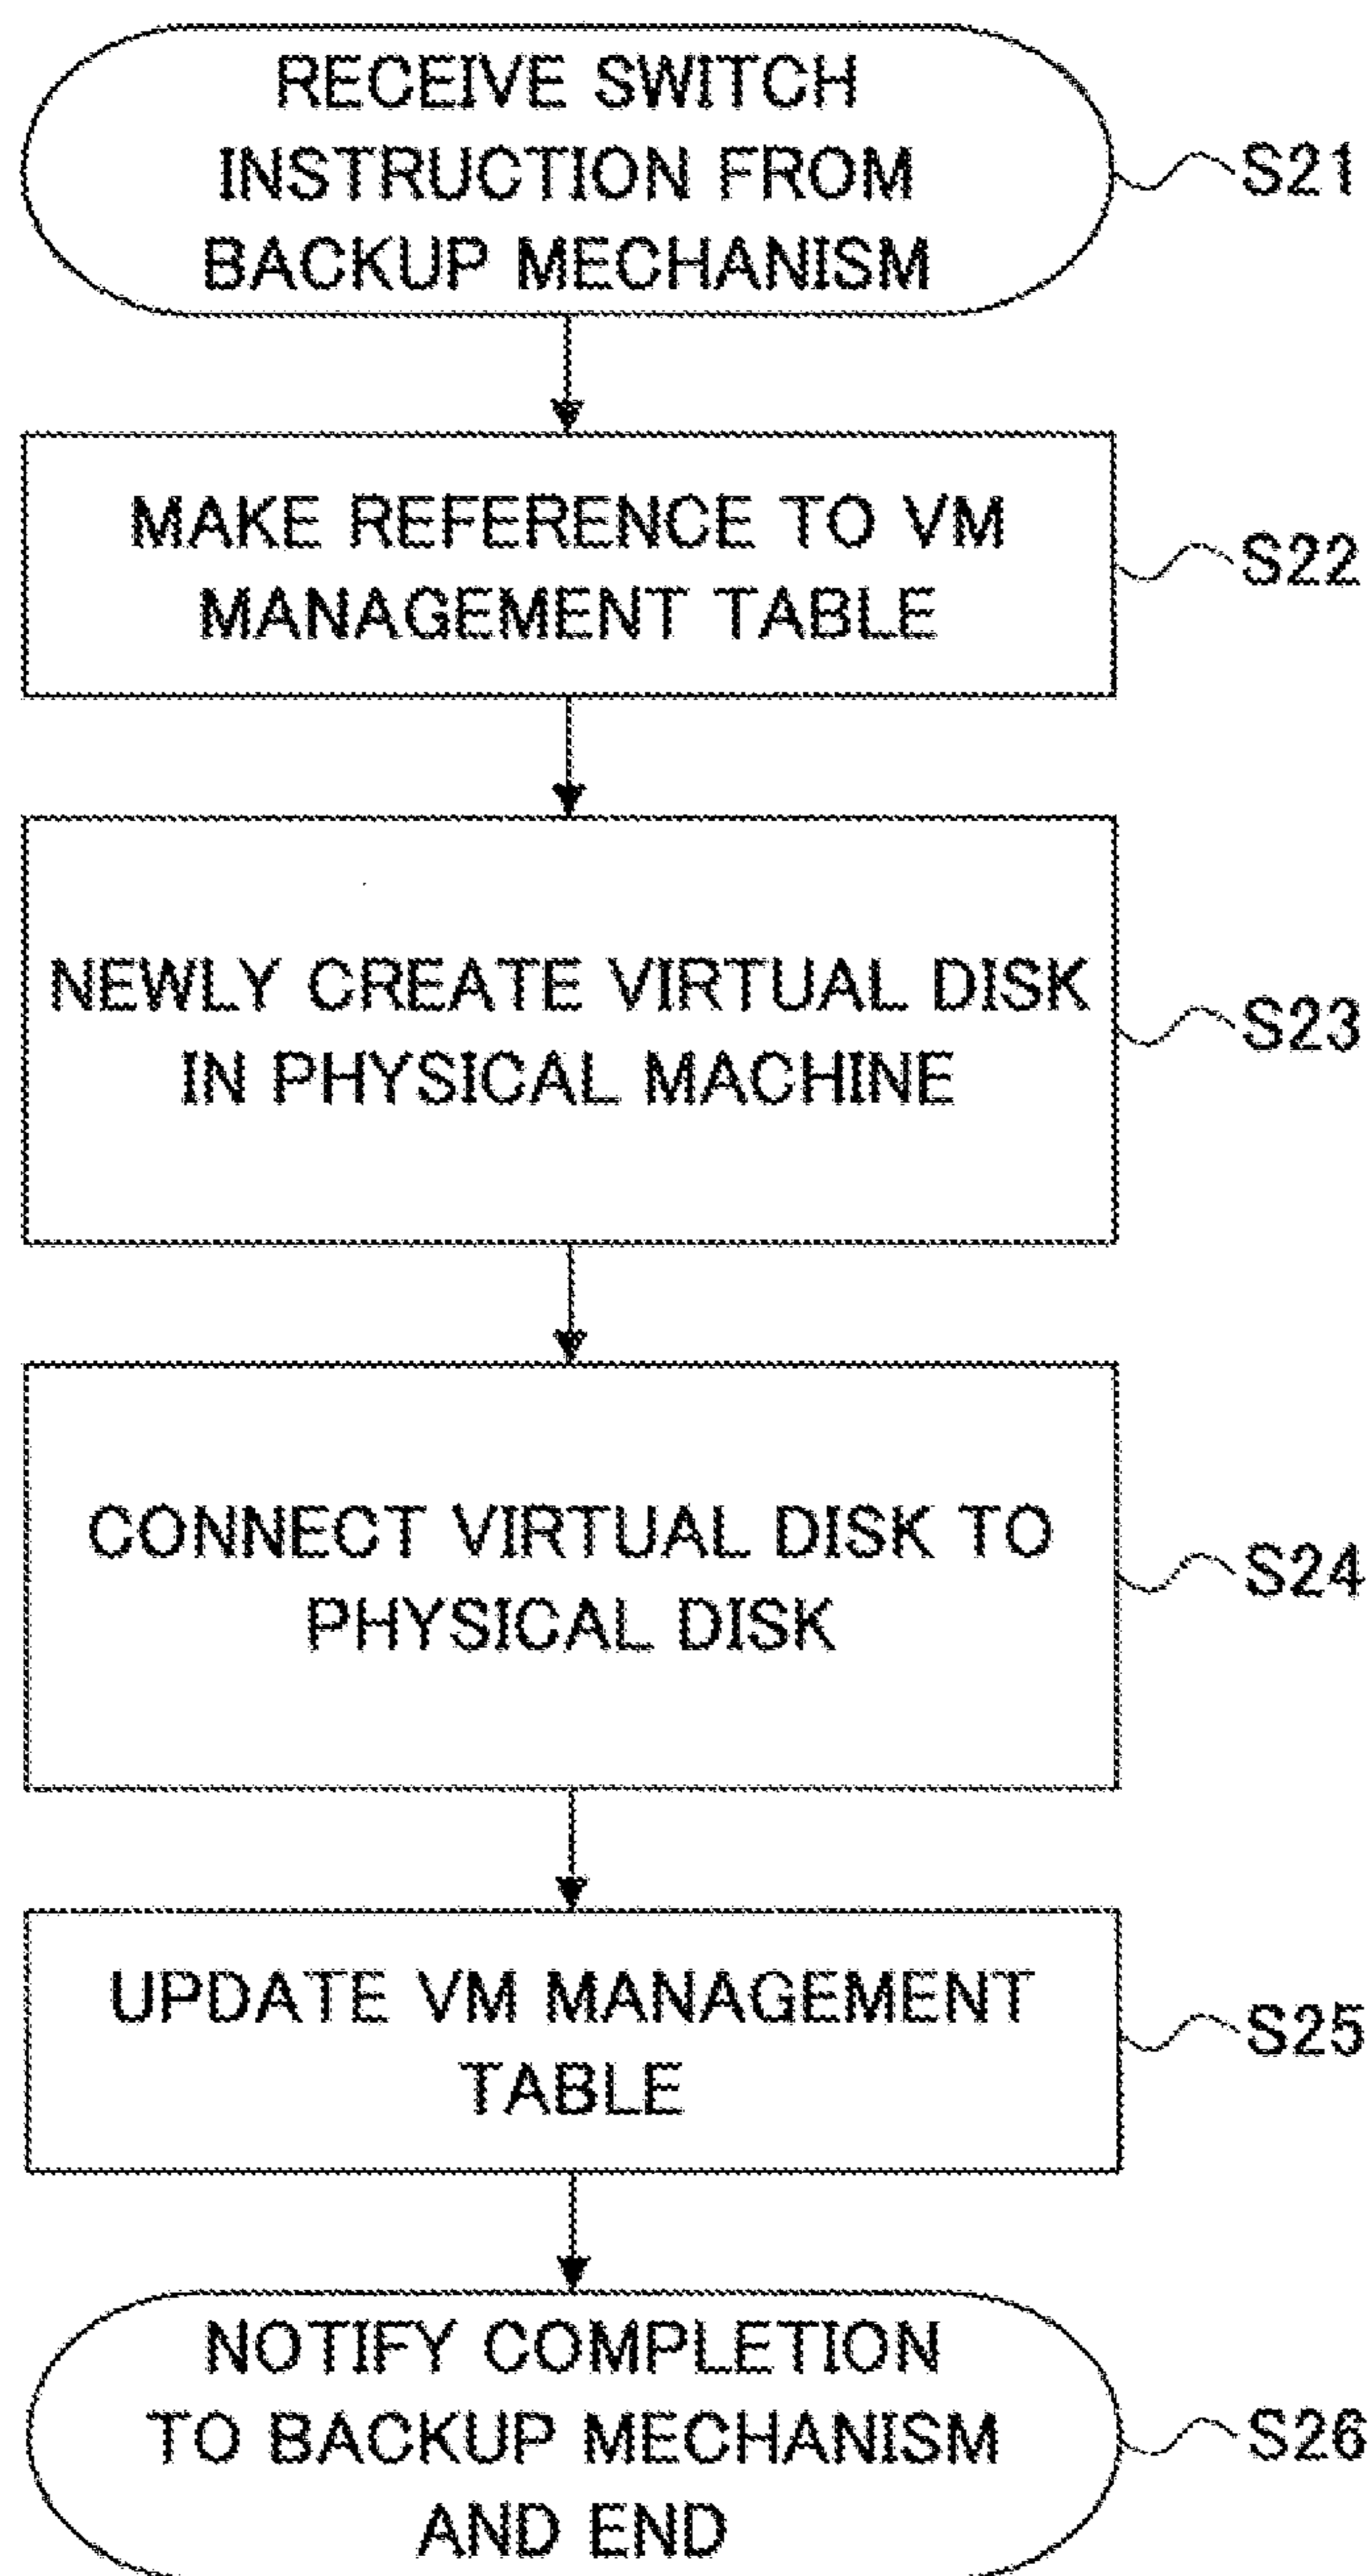 RECEIVE SWITCH
INSTRUCTION FROM
BACKUP MECHANISM
S21
MAKE REFERENCE TO VM
MANAGEMENT TABLE
S22
NEWLY CREATE VIRTUAL DISK
IN PHYSICAL MACHINE
S23
CONNECT VIRTUAL DISK TO
PHYSICAL DISK
S24
UPDATE VM MANAGEMENT
TABLE
S25
NOTIFY COMPLETION
TO BACKUP MECHANISM
AND END
S26